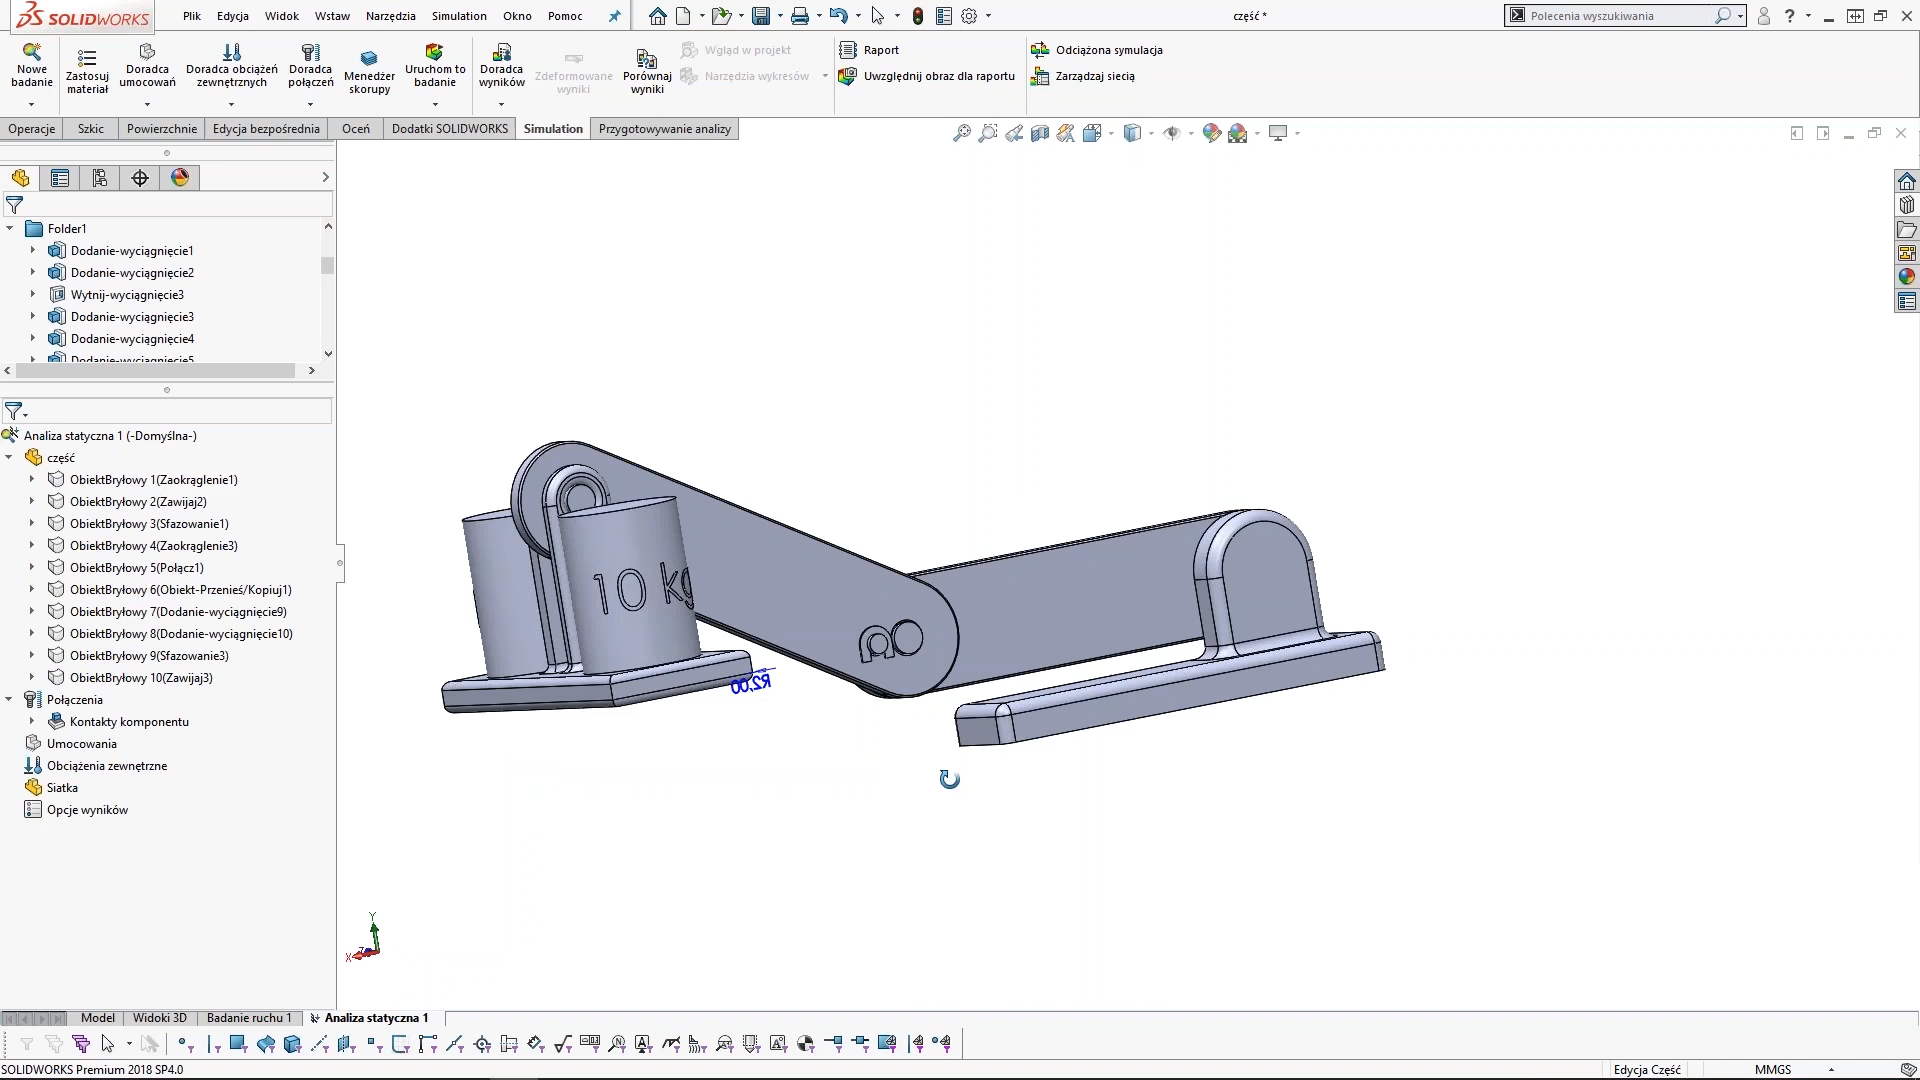 SOLIDWORKS
Plik Edycja Widok Wstaw Narzędzia Simulation Okno Pomoc
część *
Polecenia wyszukiwania
Nowe badanie
Zastosuj materiał
Doradca umocowań
Doradca obciążeń zewnętrznych
Doradca połączeń
Menedżer skorupy
Uruchom to badanie
Doradca wyników
Zdeformowane wyniki
Porównaj wyniki
Wgląd w projekt
Narzędzia wykresów
Raport
Uwzględnij obraz dla raportu
Odciążona symulacja
Zarządzaj siecią
Operacje Szkic Powierzchnie Edycja bezpośrednia Oceń Dodatki SOLIDWORKS Simulation Przygotowywanie analizy
Folder1
Dodanie-wyciągnięcie1
Dodanie-wyciągnięcie2
Wytnij-wyciągnięcie3
Dodanie-wyciągnięcie3
Dodanie-wyciągnięcie4
Dodanie-wyciągnięcie5
Analiza statyczna 1 (-Domyślna-)
część
ObiektBryłowy 1(Zaokrąglenie1)
ObiektBryłowy 2(Zawijaj2)
ObiektBryłowy 3(Sfazowanie1)
ObiektBryłowy 4(Zaokrąglenie3)
ObiektBryłowy 5(Połącz1)
ObiektBryłowy 6(Obiekt-Przenieś/Kopiuj1)
ObiektBryłowy 7(Dodanie-wyciągnięcie9)
ObiektBryłowy 8(Dodanie-wyciągnięcie10)
ObiektBryłowy 9(Sfazowanie3)
ObiektBryłowy 10(Zawijaj3)
Połączenia
Kontakty komponentu
Umocowania
Obciążenia zewnętrzne
Siatka
Opcje wyników
10 kg
R2,00
Y
Z
X
Model Widoki 3D Badanie ruchu 1 Analiza statyczna 1
SOLIDWORKS Premium 2018 SP4.0
Edycja Część
MMGS